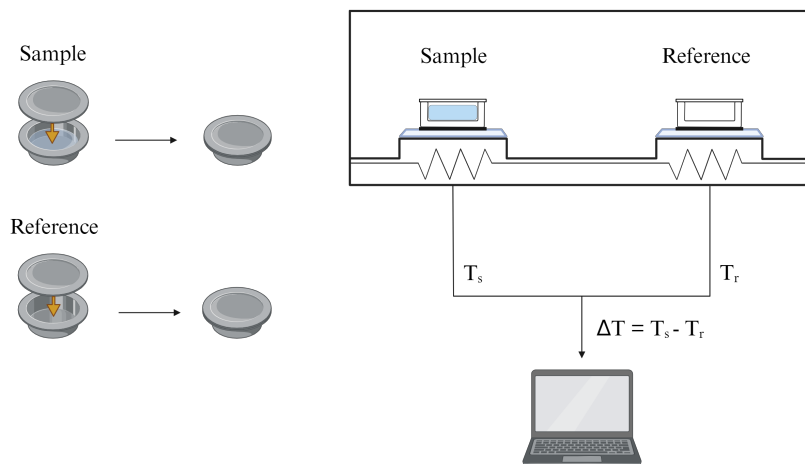 Sample
Reference
Sample
Reference
Tₛ
Tᵣ
ΔT = Tₛ - Tᵣ